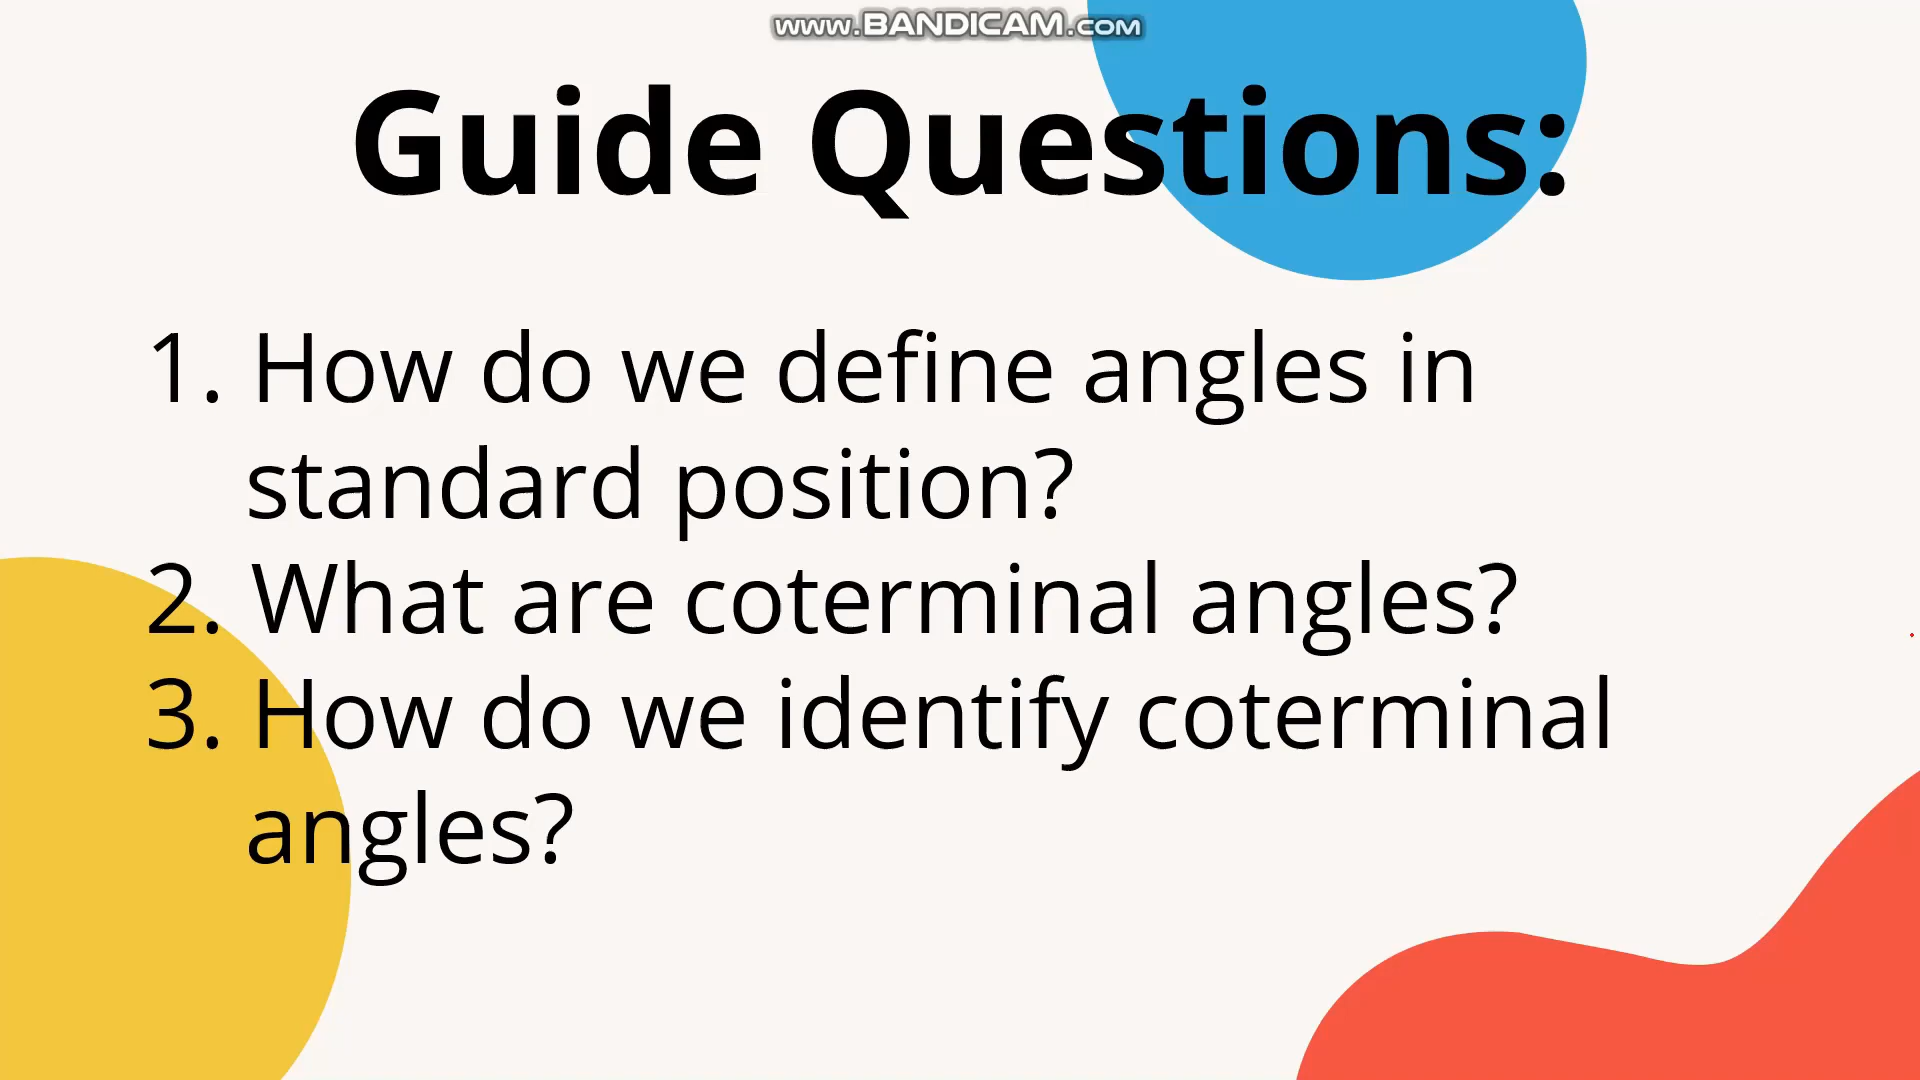 www.BANDICAM.com
Guide Questions:
1. How do we define angles in
standard position?
2. What are coterminal angles?
3. How do we identify coterminal
angles?